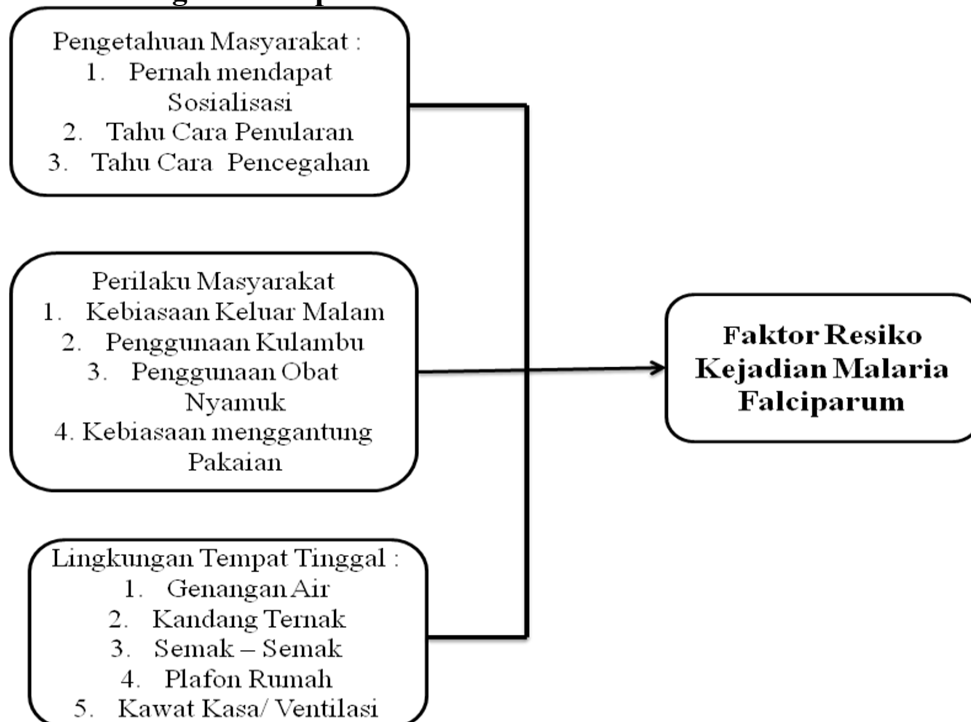 Pengetahuan Masyarakat :
1. Pernah mendapat
Sosialisasi
2. Tahu Cara Penularan
3. Tahu Cara Pencegahan
Perilaku Masyarakat
1. Kebiasaan Keluar Malam
2. Penggunaan Kulambu
3. Penggunaan Obat
Nyamuk
4. Kebiasaan menggantung
Pakaian
Lingkungan Tempat Tinggal :
1. Genangan Air
2. Kandang Ternak
3. Semak – Semak
4. Plafon Rumah
5. Kawat Kasa/ Ventilasi
Faktor Resiko
Kejadian Malaria
Falciparum